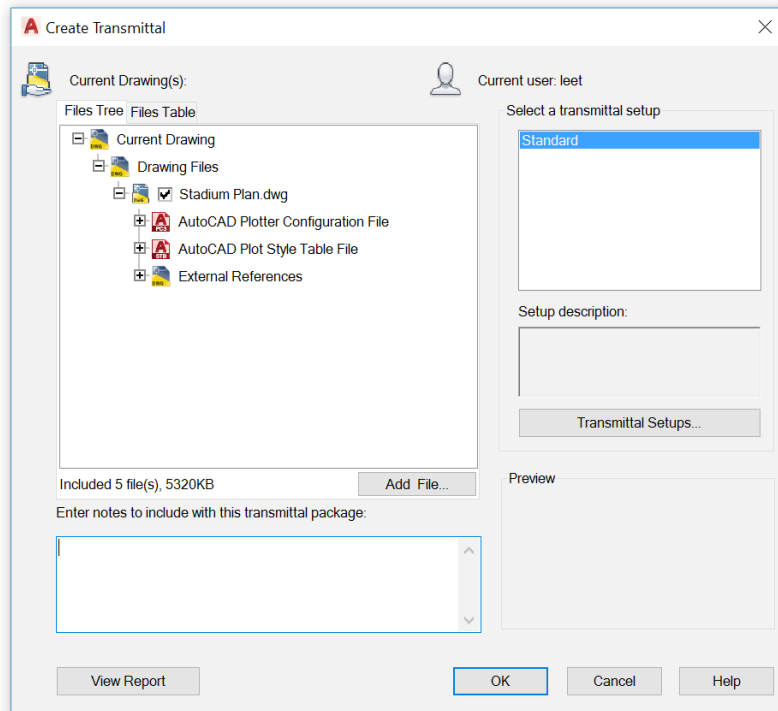 Create Transmittal
Current Drawing(s):
Current user: leet
Files Tree
Files Table
Current Drawing
Drawing Files
Stadium Plan.dwg
AutoCAD Plotter Configuration File
AutoCAD Plot Style Table File
External References
Included 5 file(s), 5320KB
Add File...
Enter notes to include with this transmittal package:
Select a transmittal setup
Standard
Setup description:
Transmittal Setups...
Preview
View Report
OK
Cancel
Help